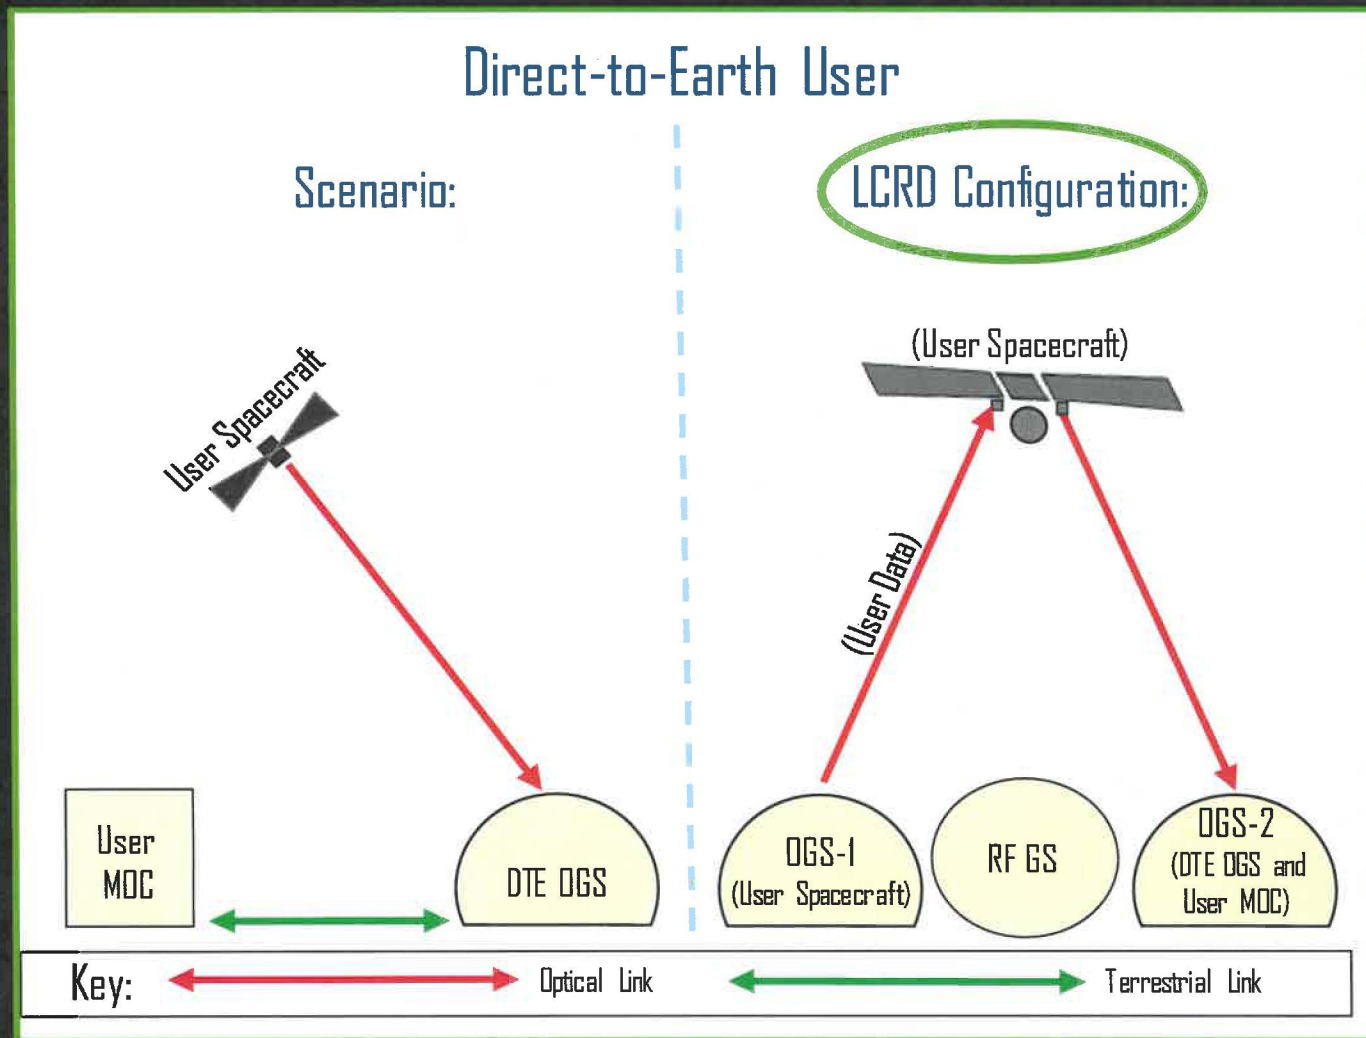 Direct-to-Earth User
Scenario:
User Spacecraft
User
MOC
DTE OGS
LCRD Configuration:
(User Spacecraft)
(User Data)
OGS-1
(User Spacecraft)
RF GS
OGS-2
(DTE OGS and
User MOC)
Key:
Optical Link
Terrestrial Link